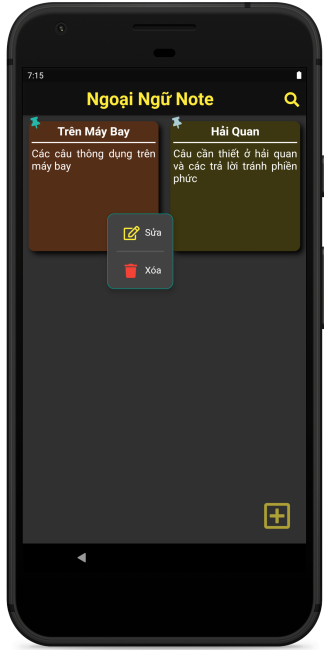 7:15
Ngoại Ngữ Note
Trên Máy Bay
Các câu thông dụng trên
máy bay
Hải Quan
Câu cần thiết ở hải quan
và các trả lời tránh phiền
phức
Sửa
Xóa